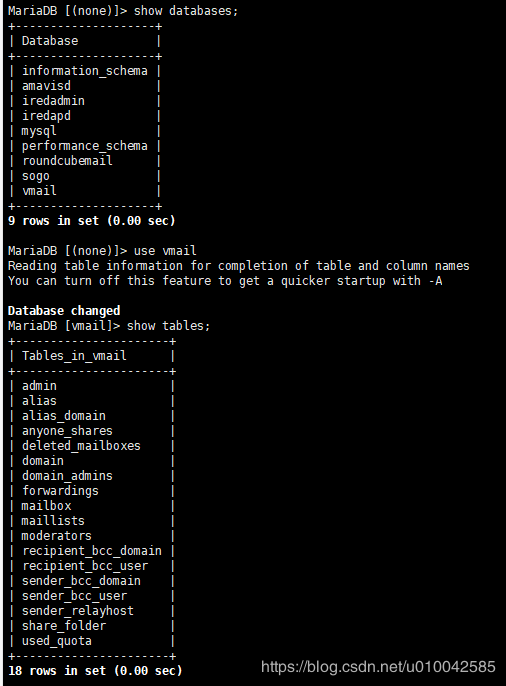 MariaDB [(none)]> show databases;
+--------------------+
| Database           |
+--------------------+
| information_schema |
| amavisd            |
| iredadmin          |
| iredapd            |
| mysql              |
| performance_schema |
| roundcubemail      |
| sogo               |
| vmail              |
+--------------------+
9 rows in set (0.00 sec)
MariaDB [(none)]> use vmail
Reading table information for completion of table and column names
You can turn off this feature to get a quicker startup with -A
Database changed
MariaDB [vmail]> show tables;
+----------------------+
| Tables_in_vmail      |
+----------------------+
| admin                |
| alias                |
| alias_domain         |
| anyone_shares        |
| deleted_mailboxes    |
| domain               |
| domain_admins        |
| forwardings          |
| mailbox              |
| maillists            |
| moderators           |
| recipient_bcc_domain |
| recipient_bcc_user   |
| sender_bcc_domain    |
| sender_bcc_user      |
| sender_relayhost     |
| share_folder         |
| used_quota           |
+----------------------+
18 rows in set (0.00 sec)
https://blog.csdn.net/u010042585